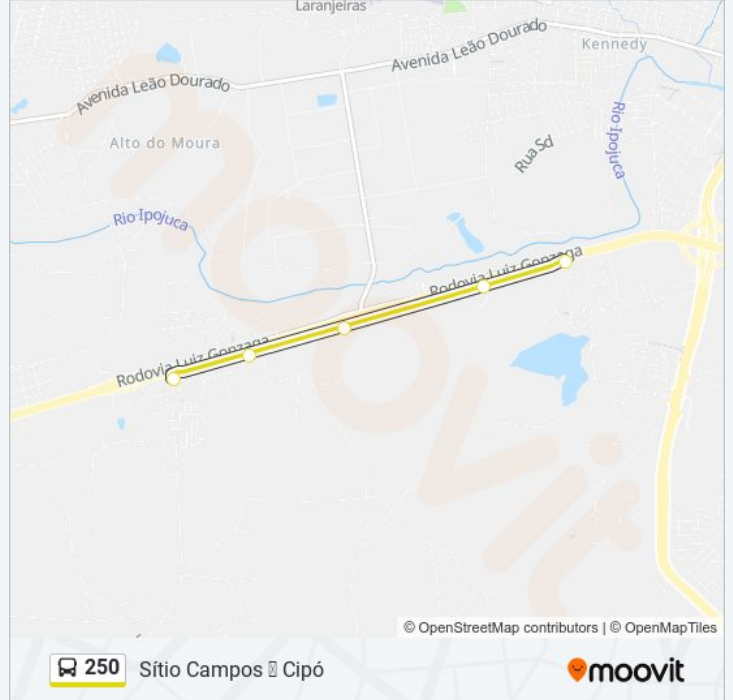 Laranjeiras
Avenida Leão Dourado
Kennedy
Avenida Leão Dourado
Alto do Moura
Rua Sd
Rio Ipojuca
Rio Ipojuca
Rodovia Luiz Gonzaga
Rodovia Luiz Gonzaga
moovit
© OpenStreetMap contributors | © OpenMapTiles
250 Sítio Campos  Cipó
moovit